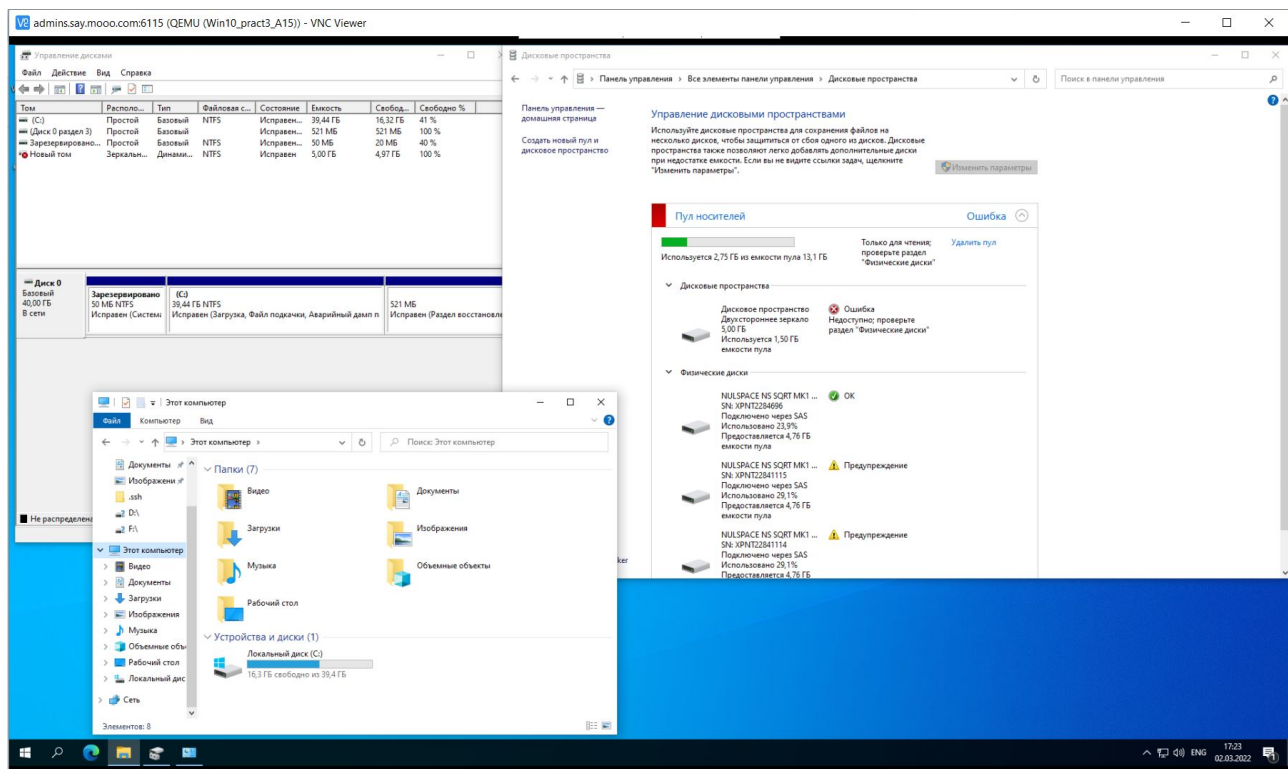 admins.say.mooo.com:6115 (QEMU (Win10_pract3_A15)) - VNC Viewer
Управление дисками
Файл Действие Вид Справка
Том Располо... Тип Файловая с... Состояние Емкость Свобод... Свободно %
(C:) Простой Базовый NTFS Исправен... 39,44 ГБ 16,32 ГБ 41 %
(Диск 0 раздел 3) Простой Базовый Исправен... 521 МБ 521 МБ 100 %
Зарезервировано... Простой Базовый NTFS Исправен... 50 МБ 20 МБ 40 %
Новый том Зеркальн... Динами... NTFS Исправен 5,00 ГБ 4,97 ГБ 100 %
Диск 0
Базовый
40,00 ГБ
В сети
Зарезервировано
50 МБ NTFS
Исправен (Система
(C:)
39,44 ГБ NTFS
Исправен (Загрузка, Файл подкачки, Аварийный дамп п
521 МБ
Исправен (Раздел восстановле
Не распределена
Дисковые пространства
Панель управления Все элементы панели управления Дисковые пространства
Поиск в панели управления
Панель управления —
домашняя страница
Создать новый пул и
дисковое пространство
Управление дисковыми пространствами
Используйте дисковые пространства для сохранения файлов на
несколько дисков, чтобы защититься от сбоя одного из дисков. Дисковые
пространства также позволяют легко добавлять дополнительные диски
при недостатке емкости. Если вы не видите ссылки задач, щелкните
"Изменить параметры".
Изменить параметры
Пул носителей Ошибка
Используется 2,75 ГБ из емкости пула 13,1 ГБ
Только для чтения;
проверьте раздел
"Физические диски"
Удалить пул
Дисковые пространства
Дисковое пространство
Двухстороннее зеркало
5,00 ГБ
Используется 1,50 ГБ
емкости пула
Ошибка
Недоступно; проверьте
раздел "Физические диски"
Физические диски
NULSPACE NS SQRT MK1 ... OK
SN: XPNT2284696
Подключено через SAS
Использовано 23,9%
Предоставляется 4,76 ГБ
емкости пула
NULSPACE NS SQRT MK1 ... Предупреждение
SN: XPNT22841115
Подключено через SAS
Использовано 29,1%
Предоставляется 4,76 ГБ
емкости пула
NULSPACE NS SQRT MK1 ... Предупреждение
SN: XPNT22841114
Подключено через SAS
Использовано 29,1%
Предоставляется 4,76 ГБ
ker
Этот компьютер
Файл Компьютер Вид
Этот компьютер
Поиск: Этот компьютер
Документы
Изображени
.ssh
D:\
F:\
Этот компьютер
Видео
Документы
Загрузки
Изображения
Музыка
Объемные объе
Рабочий стол
Локальный дис
Сеть
Папки (7)
Видео
Документы
Загрузки
Изображения
Музыка
Объемные объекты
Рабочий стол
Устройства и диски (1)
Локальный диск (C:)
16,3 ГБ свободно из 39,4 ГБ
Элементов: 8
ENG
17:23
02.03.2022